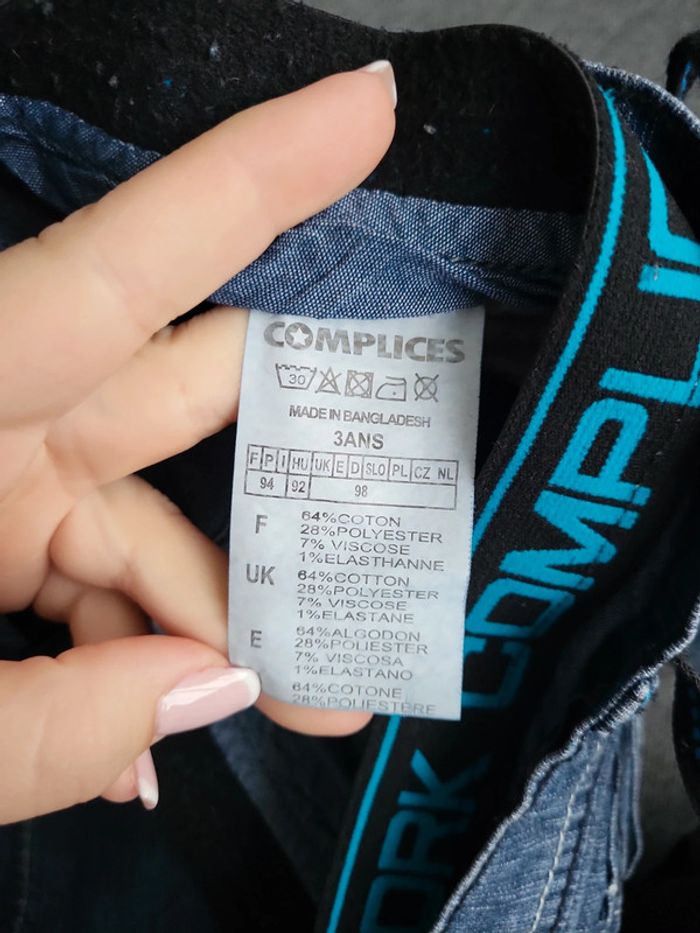 COMPLICES
30
MADE IN BANGLADESH
3ANS
F P I HU UK E D SLO PL CZ NL
94 92 98
F 64%COTON
28%POLYESTER
7% VISCOSE
1%ELASTHANNE
UK 64%COTTON
28%POLYESTER
7% VISCOSE
1%ELASTANE
E 64%ALGODON
28%POLIESTER
7% VISCOSA
1%ELASTANO
64%COTONE
28%POLIESTERE
COMPLI
ORK